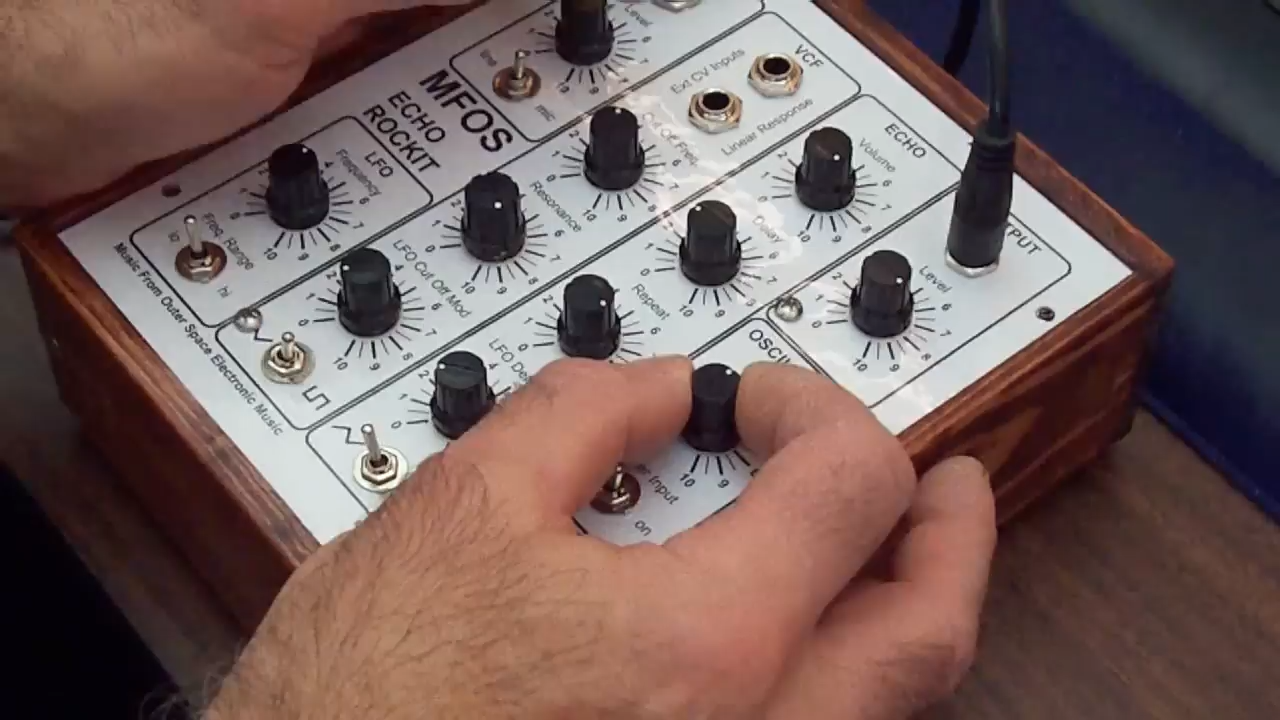 Level
line
mic
VCF
Ext CV Inputs
Linear Response
MFOS
ECHO
ROCKIT
Cut Off Freq.
ECHO
Volume
LFO
Frequency
Resonance
Delay
OUTPUT
Level
Freq. Range
lo
hi
LFO Cut Off Mod
Repeat
Music From Outer Space Electronic Music
Input
on